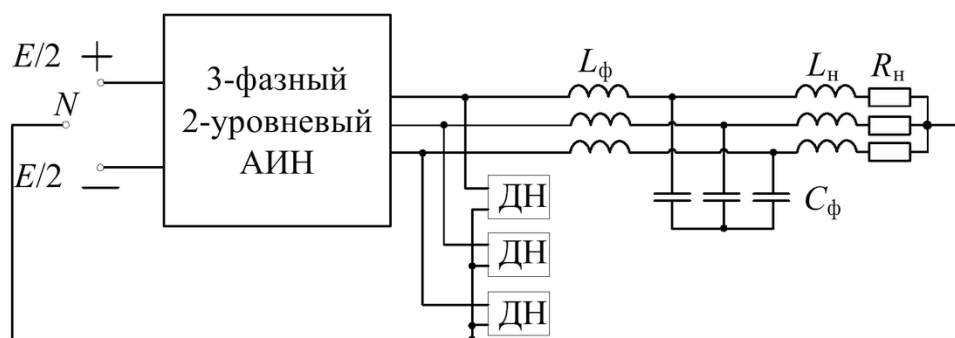 E/2 +
N
E/2 —
3-фазный
2-уровневый
АИН
Lф
Lн
Rн
Cф
ДН
ДН
ДН